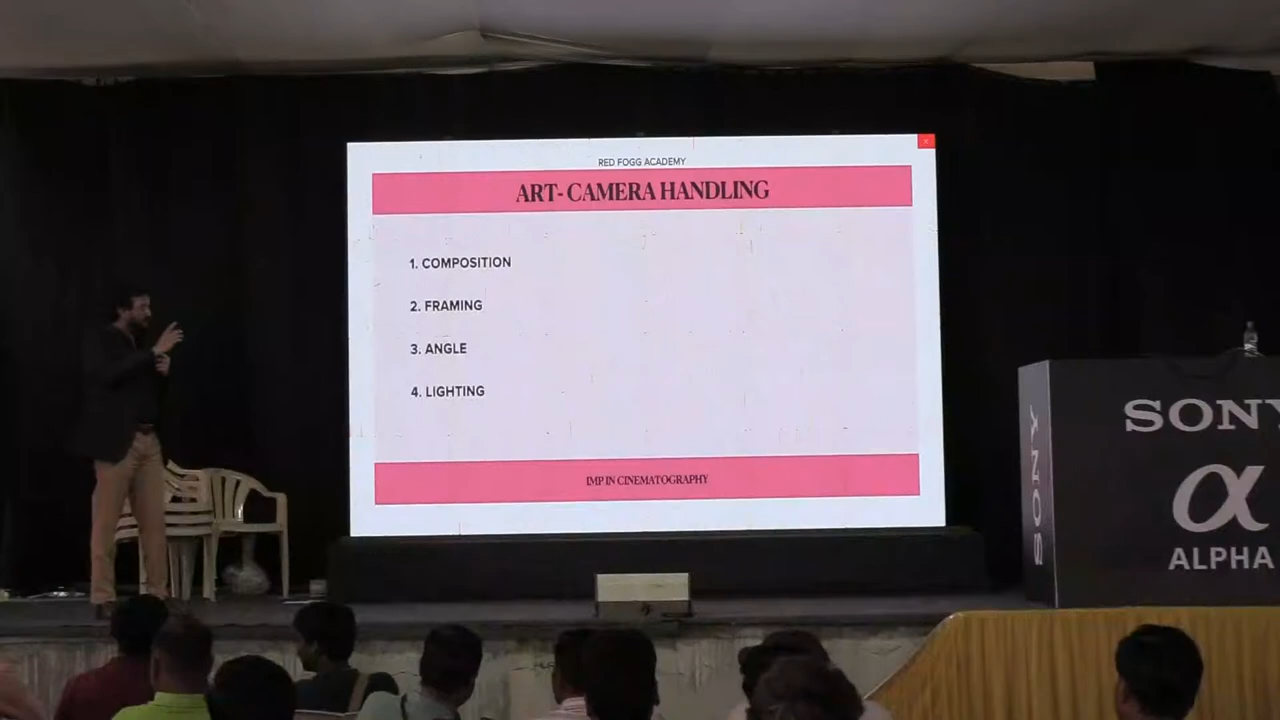 RED FOGG ACADEMY
ART- CAMERA HANDLING
1. COMPOSITION
2. FRAMING
3. ANGLE
4. LIGHTING
IMP IN CINEMATOGRAPHY
SONY
SONY
α
ALPHA